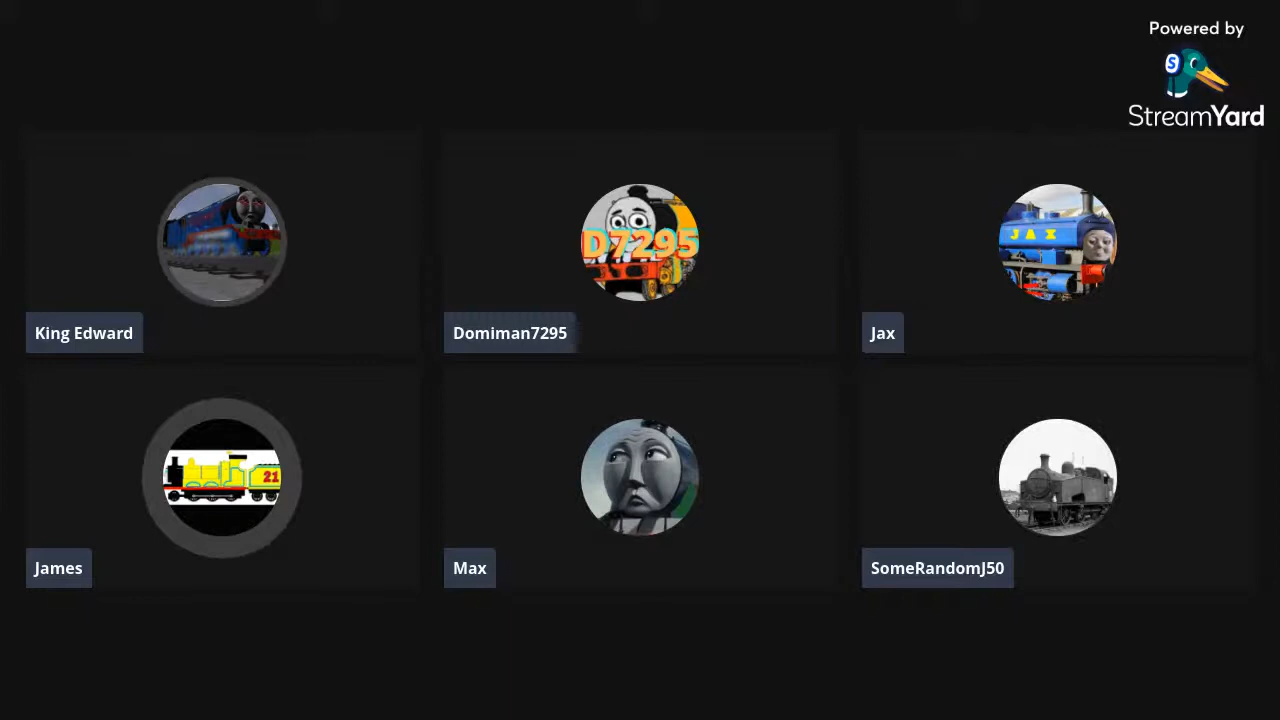 Powered by
S
StreamYard
D7295
JAX
King Edward
Domiman7295
Jax
21
James
Max
SomeRandomJ50